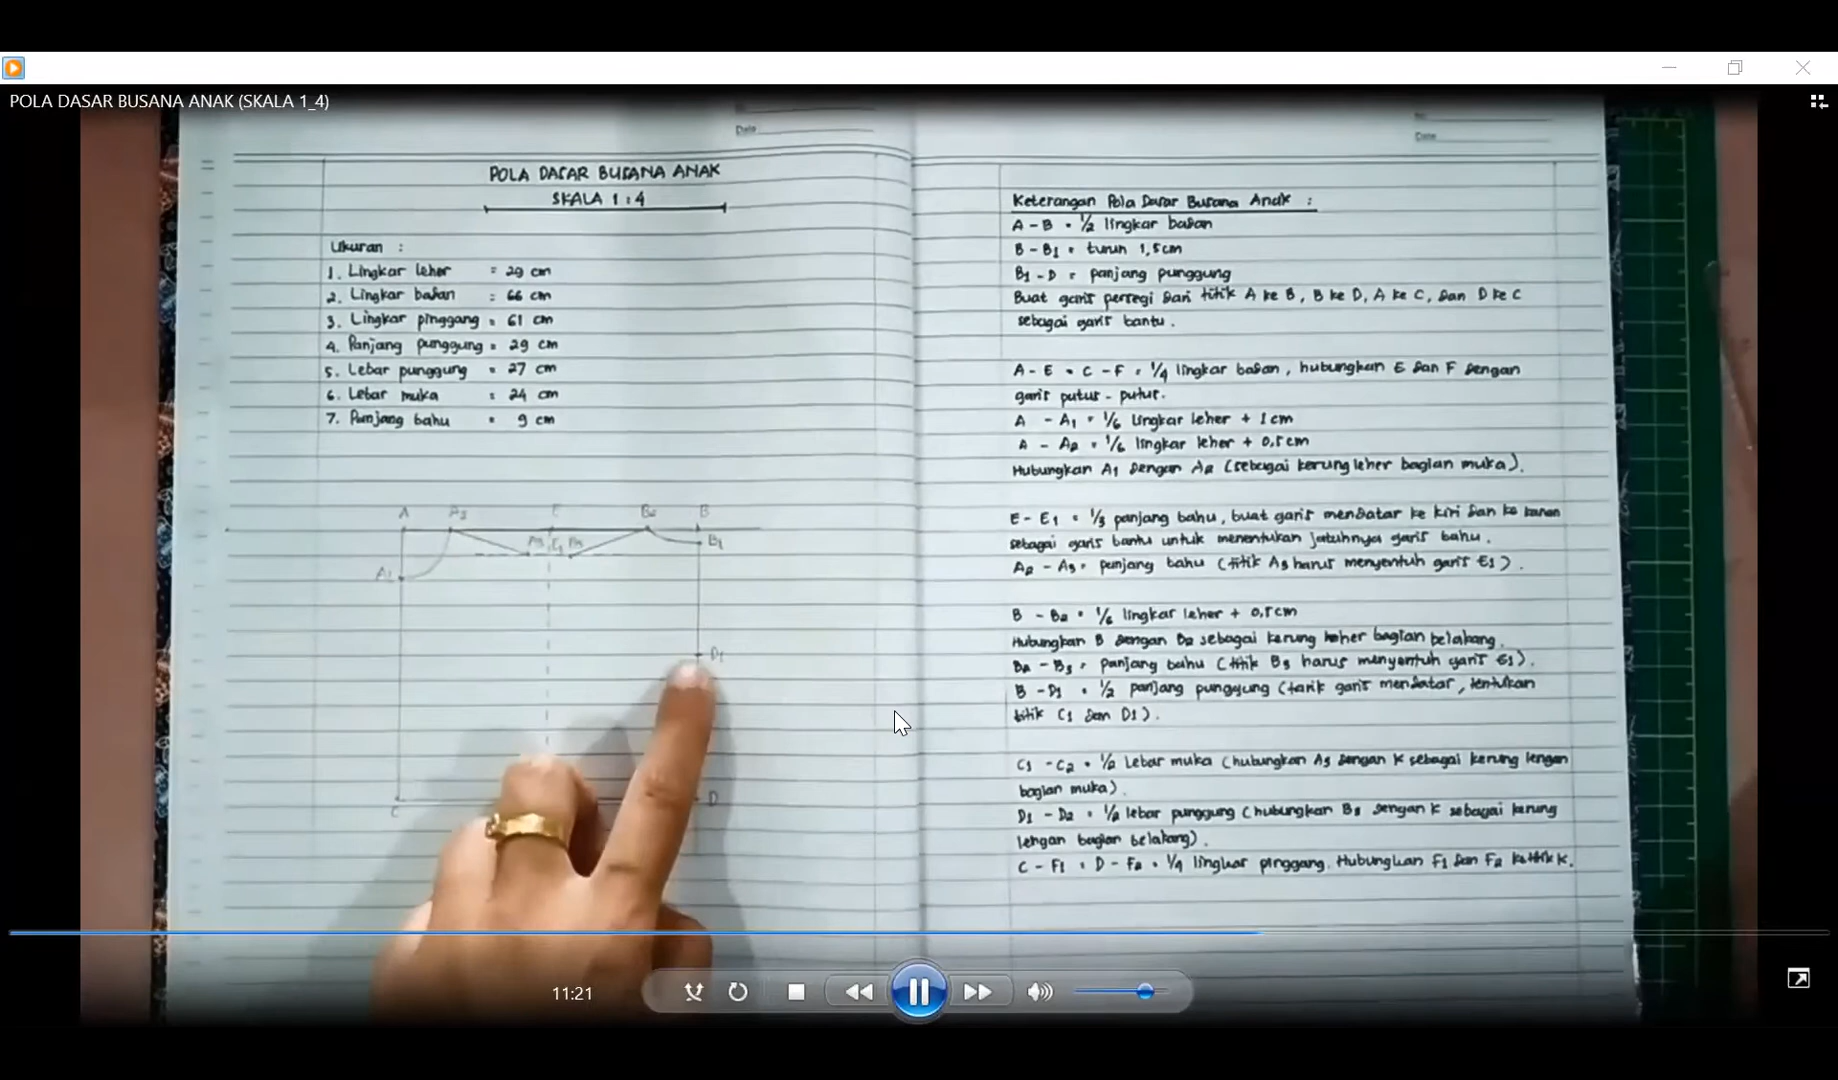 POLA DASAR BUSANA ANAK (SKALA 1_4)
Date
Date
POLA DASAR BUSANA ANAK
SKALA 1 : 4
Ukuran :
1. Lingkar leher = 29 cm
2. Lingkar badan = 66 cm
3. Lingkar pinggang = 61 cm
4. Panjang punggung = 29 cm
5. Lebar punggung = 27 cm
6. Lebar muka = 24 cm
7. Panjang bahu = 9 cm
A A2 E B2 B
A3 E1 B3 B1
A1
D1
C D
Keterangan Pola Dasar Busana Anak :
A - B = 1/2 lingkar badan
B - B1 = turun 1,5cm
B1 - D = panjang punggung
Buat garis persegi dari titik A ke B, B ke D, A ke C, dan D ke C
sebagai garis bantu.
A - E = C - F = 1/4 lingkar badan, hubungkan E dan F dengan
garis putus - putus.
A - A1 = 1/6 lingkar leher + 1 cm
A - A2 = 1/6 lingkar leher + 0,5 cm
Hubungkan A1 dengan A2 (sebagai kerung leher bagian muka).
E - E1 = 1/3 panjang bahu, buat garis mendatar ke kiri dan ke kanan
sebagai garis bantu untuk menentukan jatuhnya garis bahu.
A2 - A3 = panjang bahu (titik A3 harus menyentuh garis E1).
B - B2 = 1/6 lingkar leher + 0,5 cm
Hubungkan B dengan B2 sebagai kerung leher bagian belakang.
B2 - B3 = panjang bahu (titik B3 harus menyentuh garis E1).
B - D1 = 1/2 panjang punggung (tarik garis mendatar, tentukan
titik C1 dan D1).
C1 - C2 = 1/2 Lebar muka (hubungkan A3 dengan K sebagai kerung lengan
bagian muka).
D1 - D2 = 1/2 lebar punggung (hubungkan B3 dengan K sebagai kerung
lengan bagian belakang).
C - F1 = D - F2 = 1/4 lingkar pinggang. Hubungkan F1 dan F2 ke titik K.
11:21